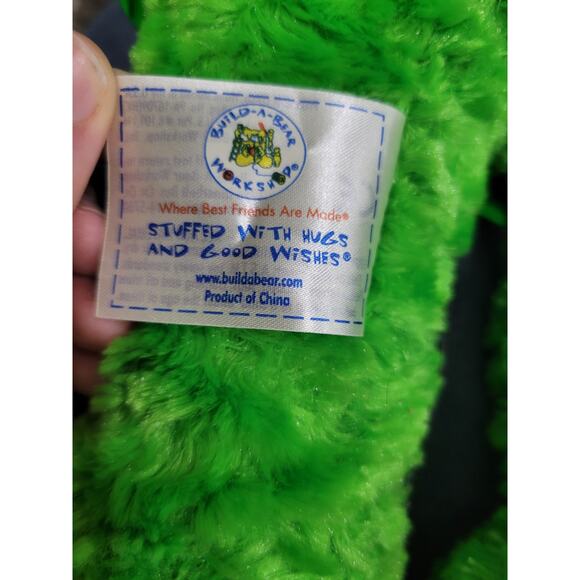 BUILD-A-BEAR
WORKSHOP®
Where Best Friends Are Made®
STUFFED WITH HUGS
AND GOOD WISHES®
www.buildabear.com
Product of China